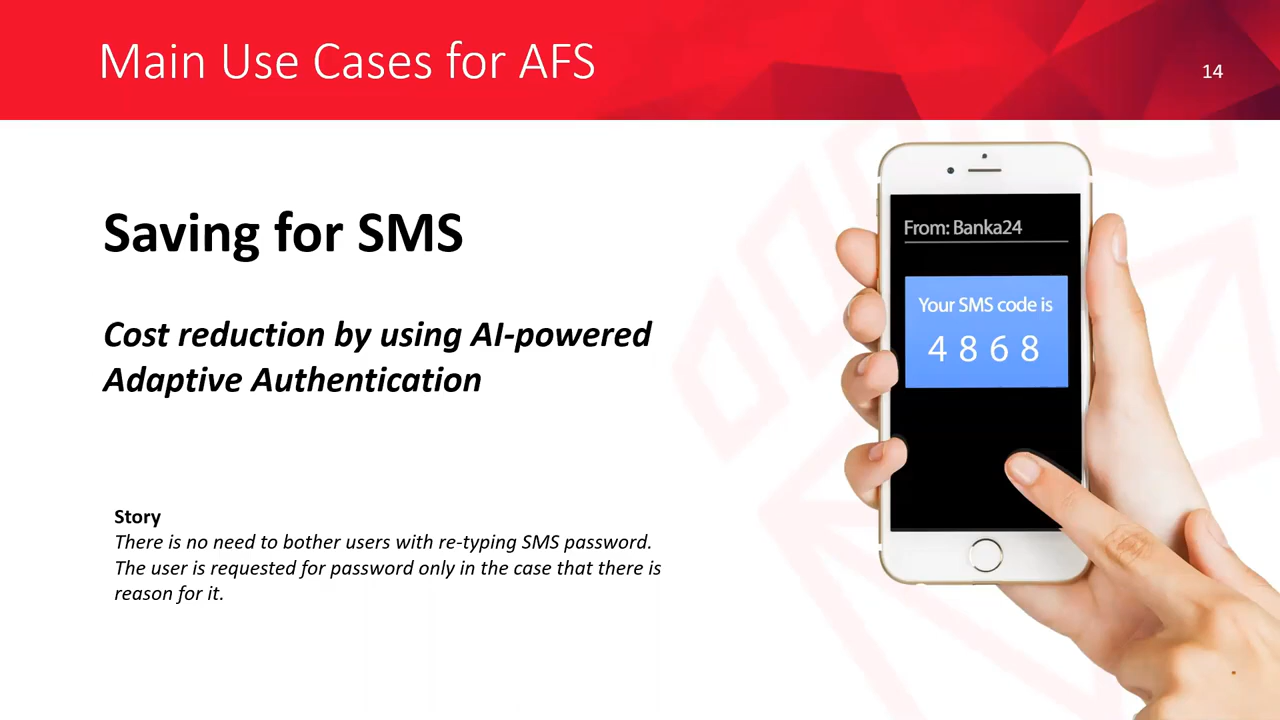 Main Use Cases for AFS
14
Saving for SMS
Cost reduction by using AI-powered
Adaptive Authentication
Story
There is no need to bother users with re-typing SMS password.
The user is requested for password only in the case that there is
reason for it.
From: Banka24
Your SMS code is
4 8 6 8